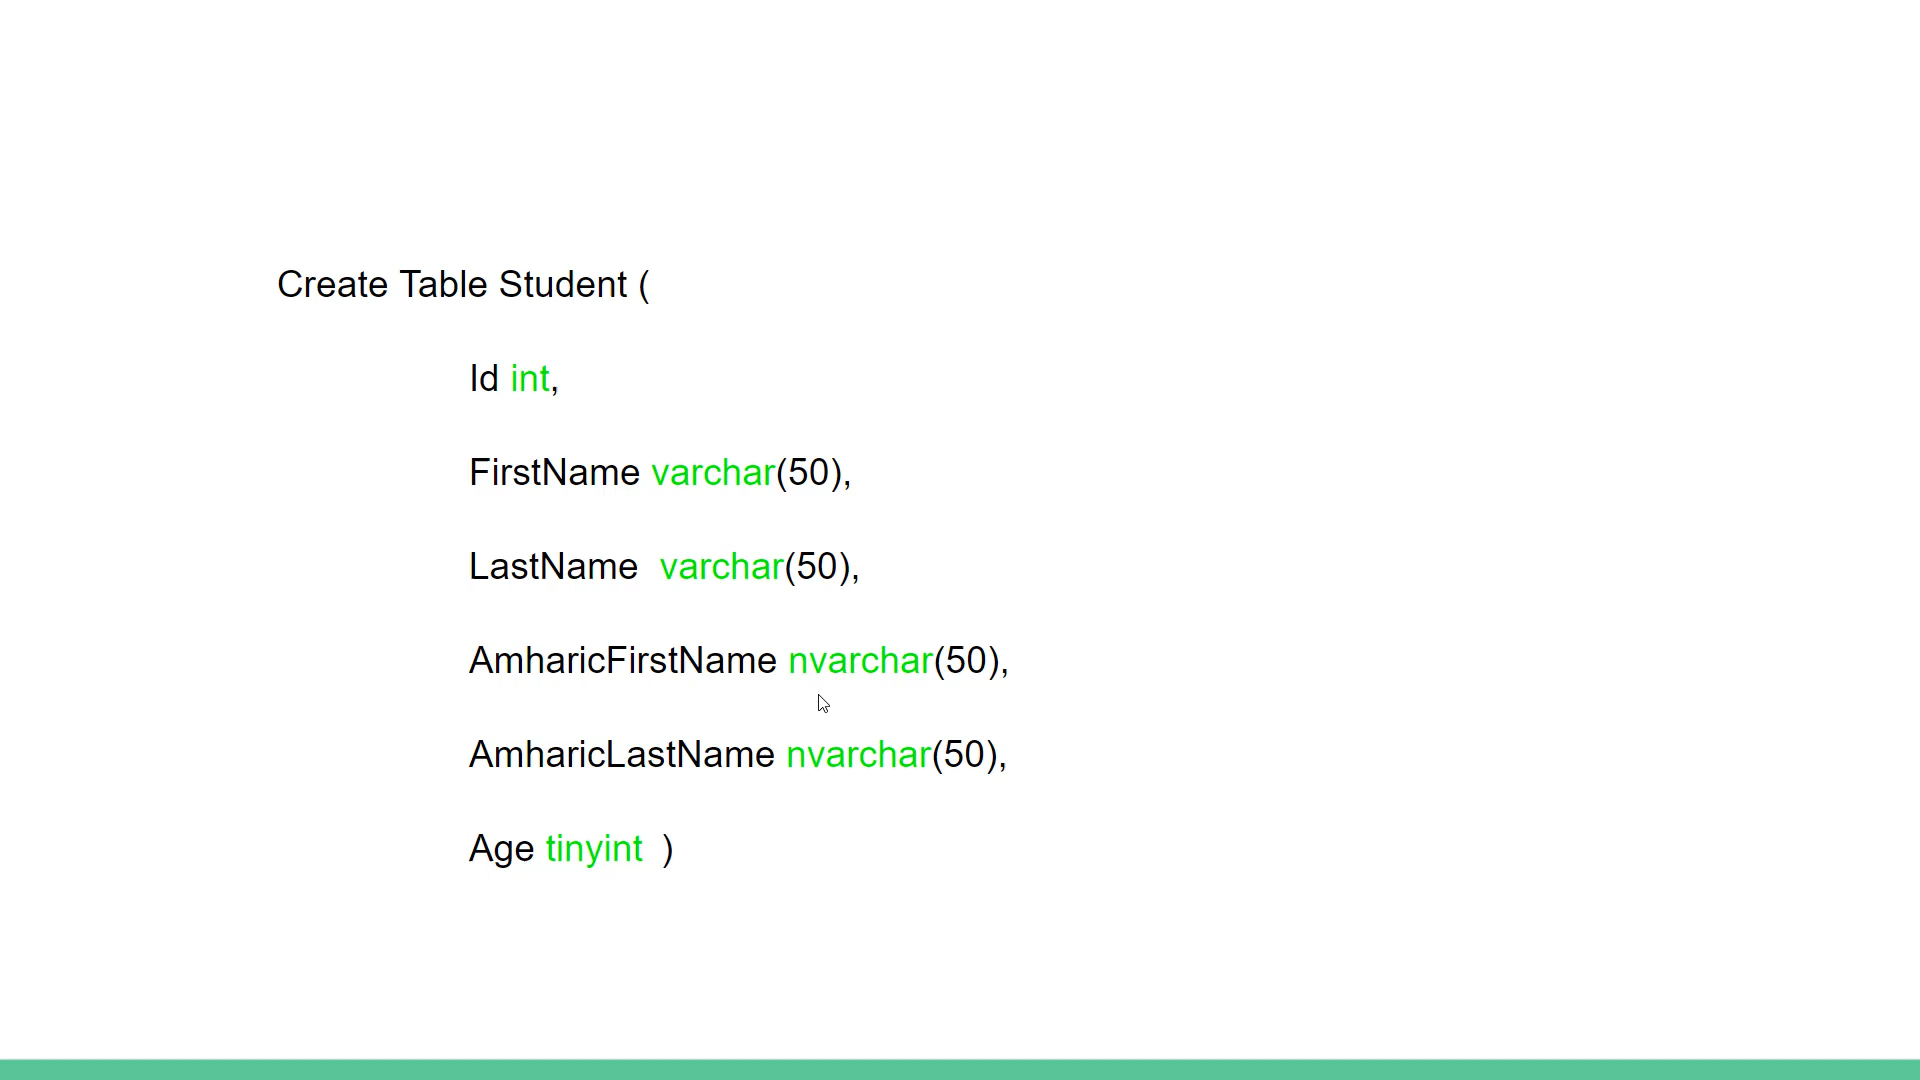 Create Table Student (
Id int,
FirstName varchar(50),
LastName  varchar(50),
AmharicFirstName nvarchar(50),
AmharicLastName nvarchar(50),
Age tinyint  )